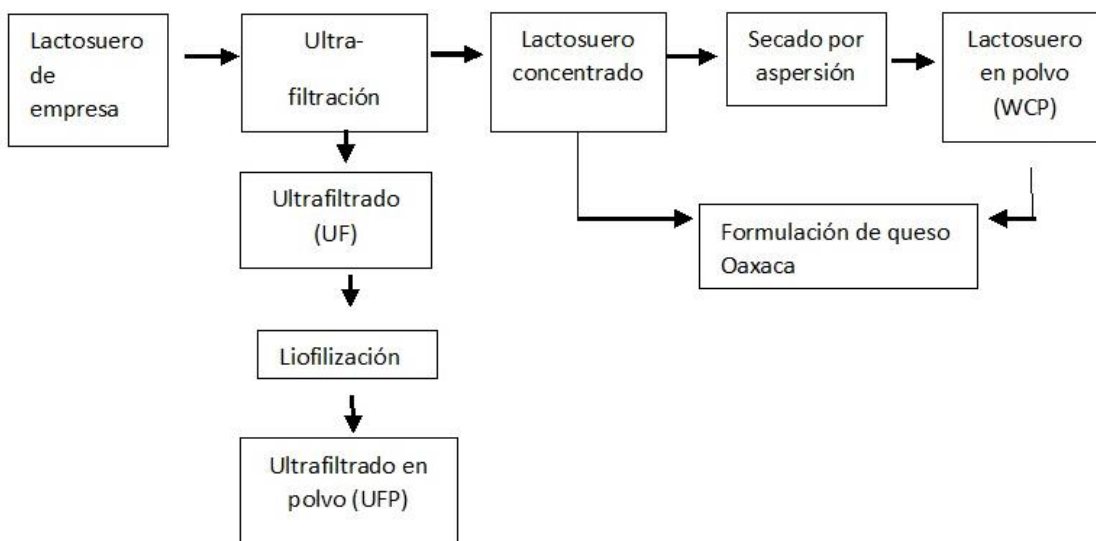 Lactosuero
de
empresa
Ultra-
filtración
Lactosuero
concentrado
Secado por
aspersión
Lactosuero
en polvo
(WCP)
Ultrafiltrado
(UF)
Formulación de queso
Oaxaca
Liofilización
Ultrafiltrado en
polvo (UFP)